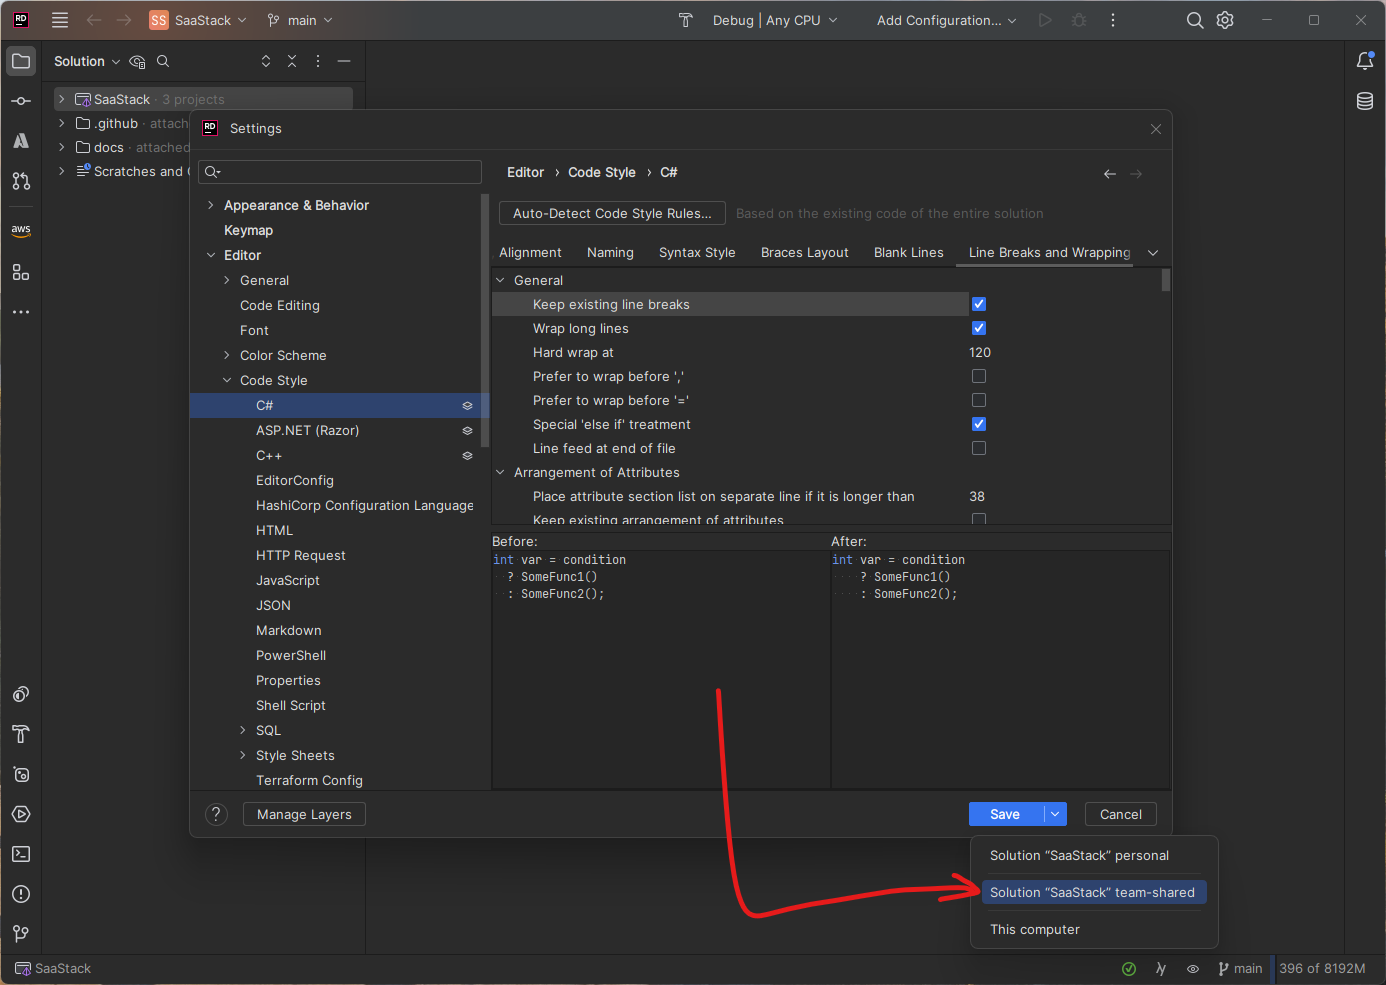 RD
SS SaaStack
main
Debug | Any CPU
Add Configuration...
Solution
SaaStack · 3 projects
.github · attach
docs · attached
Scratches and C
aws
RD Settings
Editor › Code Style › C#
Auto-Detect Code Style Rules...
Based on the existing code of the entire solution
Alignment
Naming
Syntax Style
Braces Layout
Blank Lines
Line Breaks and Wrapping
Appearance & Behavior
Keymap
Editor
General
Code Editing
Font
Color Scheme
Code Style
C#
ASP.NET (Razor)
C++
EditorConfig
HashiCorp Configuration Language
HTML
HTTP Request
JavaScript
JSON
Markdown
PowerShell
Properties
Shell Script
SQL
Style Sheets
Terraform Config
General
Keep existing line breaks
Wrap long lines
Hard wrap at 120
Prefer to wrap before ','
Prefer to wrap before '='
Special 'else if' treatment
Line feed at end of file
Arrangement of Attributes
Place attribute section list on separate line if it is longer than 38
Keep existing arrangement of attributes
Before:
int var = condition
? SomeFunc1()
: SomeFunc2();
After:
int var = condition
? SomeFunc1()
: SomeFunc2();
?
Manage Layers
Save
Cancel
Solution “SaaStack” personal
Solution “SaaStack” team-shared
This computer
SaaStack
main
396 of 8192M